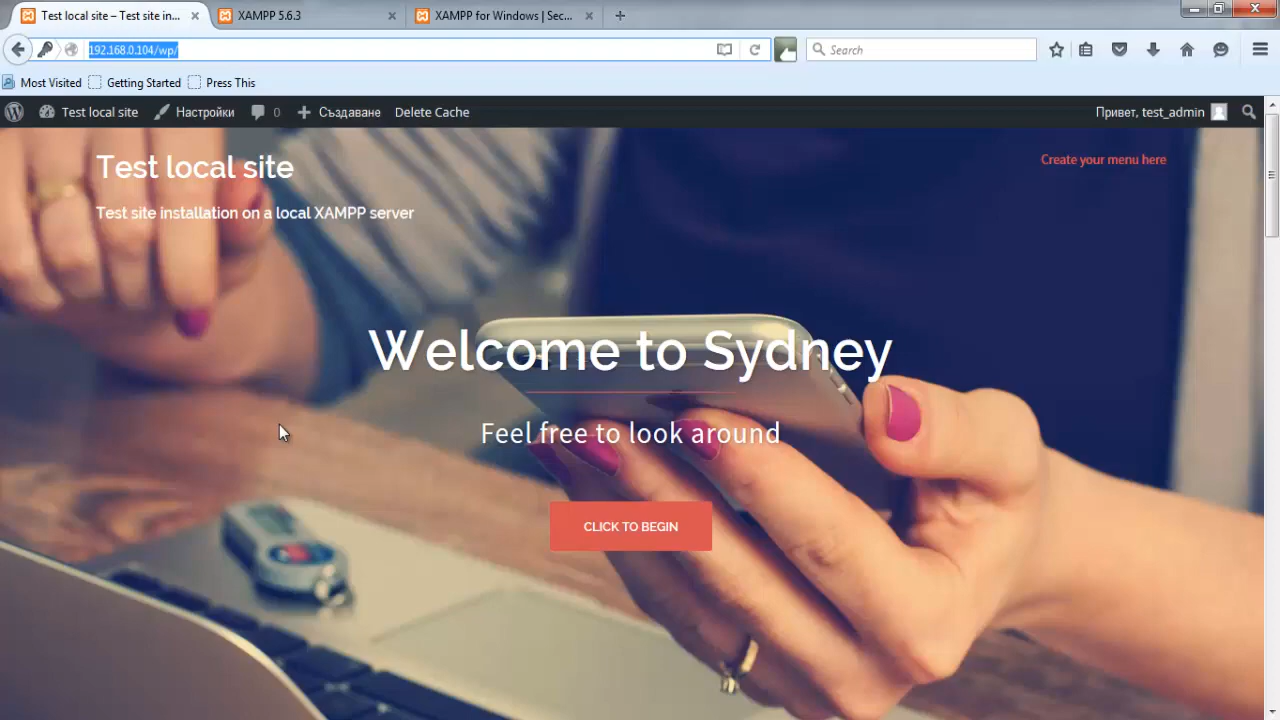 Test local site – Test site in...
XAMPP 5.6.3
XAMPP for Windows | Sec...
192.168.0.104/wp/
Search
Most Visited
Getting Started
Press This
Test local site
Настройки
0
Създаване
Delete Cache
Привет, test_admin
Test local site
Create your menu here
Test site installation on a local XAMPP server
Welcome to Sydney
Feel free to look around
CLICK TO BEGIN